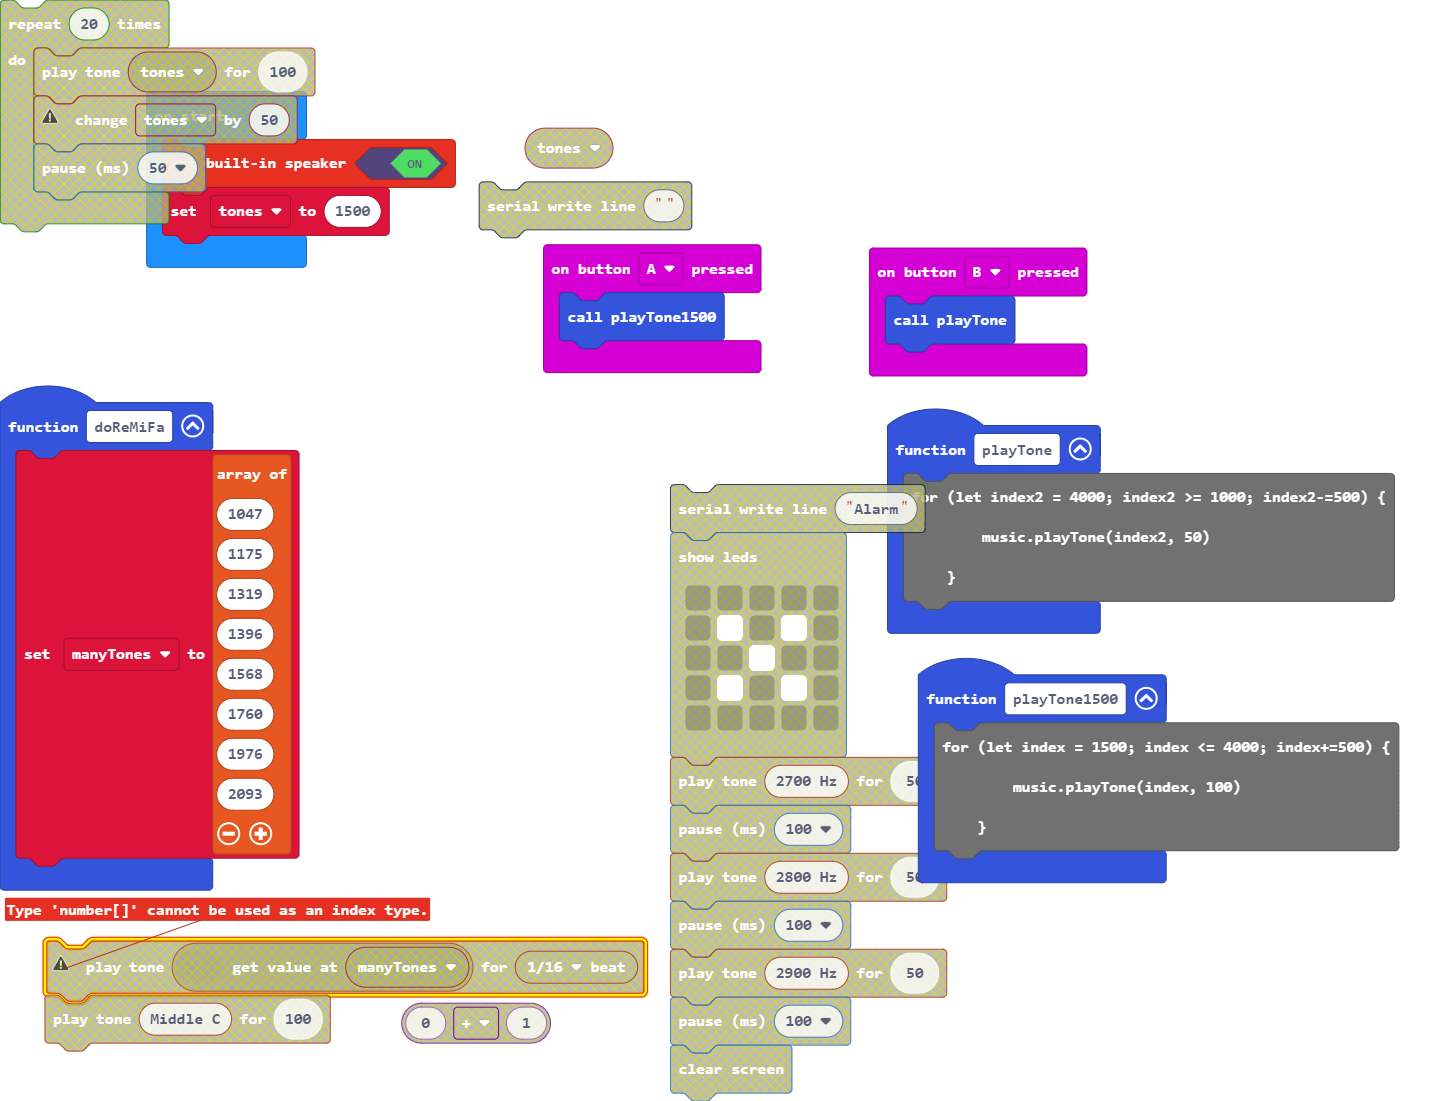 repeat 20 times
do
play tone tones for 100
change tones by 50
pause (ms) 50
start
built-in speaker ON
set tones to 1500
tones
serial write line " "
on button A pressed
call playTone1500
on button B pressed
call playTone
function doReMiFa
set manyTones to
array of
1047
1175
1319
1396
1568
1760
1976
2093
Type 'number[]' cannot be used as an index type.
play tone get value at manyTones for 1/16 beat
play tone Middle C for 100
0 + 1
serial write line "Alarm"
show leds
play tone 2700 Hz for 50
pause (ms) 100
play tone 2800 Hz for 50
pause (ms) 100
play tone 2900 Hz for 50
pause (ms) 100
clear screen
function playTone
for (let index2 = 4000; index2 >= 1000; index2-=500) {
music.playTone(index2, 50)
}
function playTone1500
for (let index = 1500; index <= 4000; index+=500) {
music.playTone(index, 100)
}